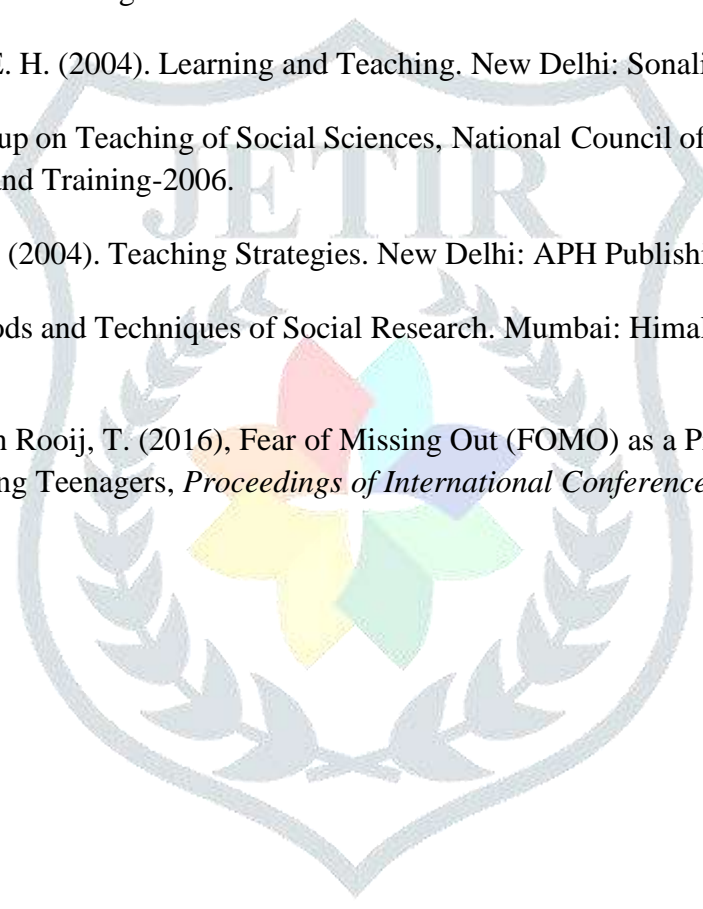 E. H. (2004). Learning and Teaching. New Delhi: Sonali
up on Teaching of Social Sciences, National Council of
nd Training-2006.
(2004). Teaching Strategies. New Delhi: APH Publishi
ods and Techniques of Social Research. Mumbai: Himal
n Rooij, T. (2016), Fear of Missing Out (FOMO) as a P
ng Teenagers, Proceedings of International Conference
JETIR